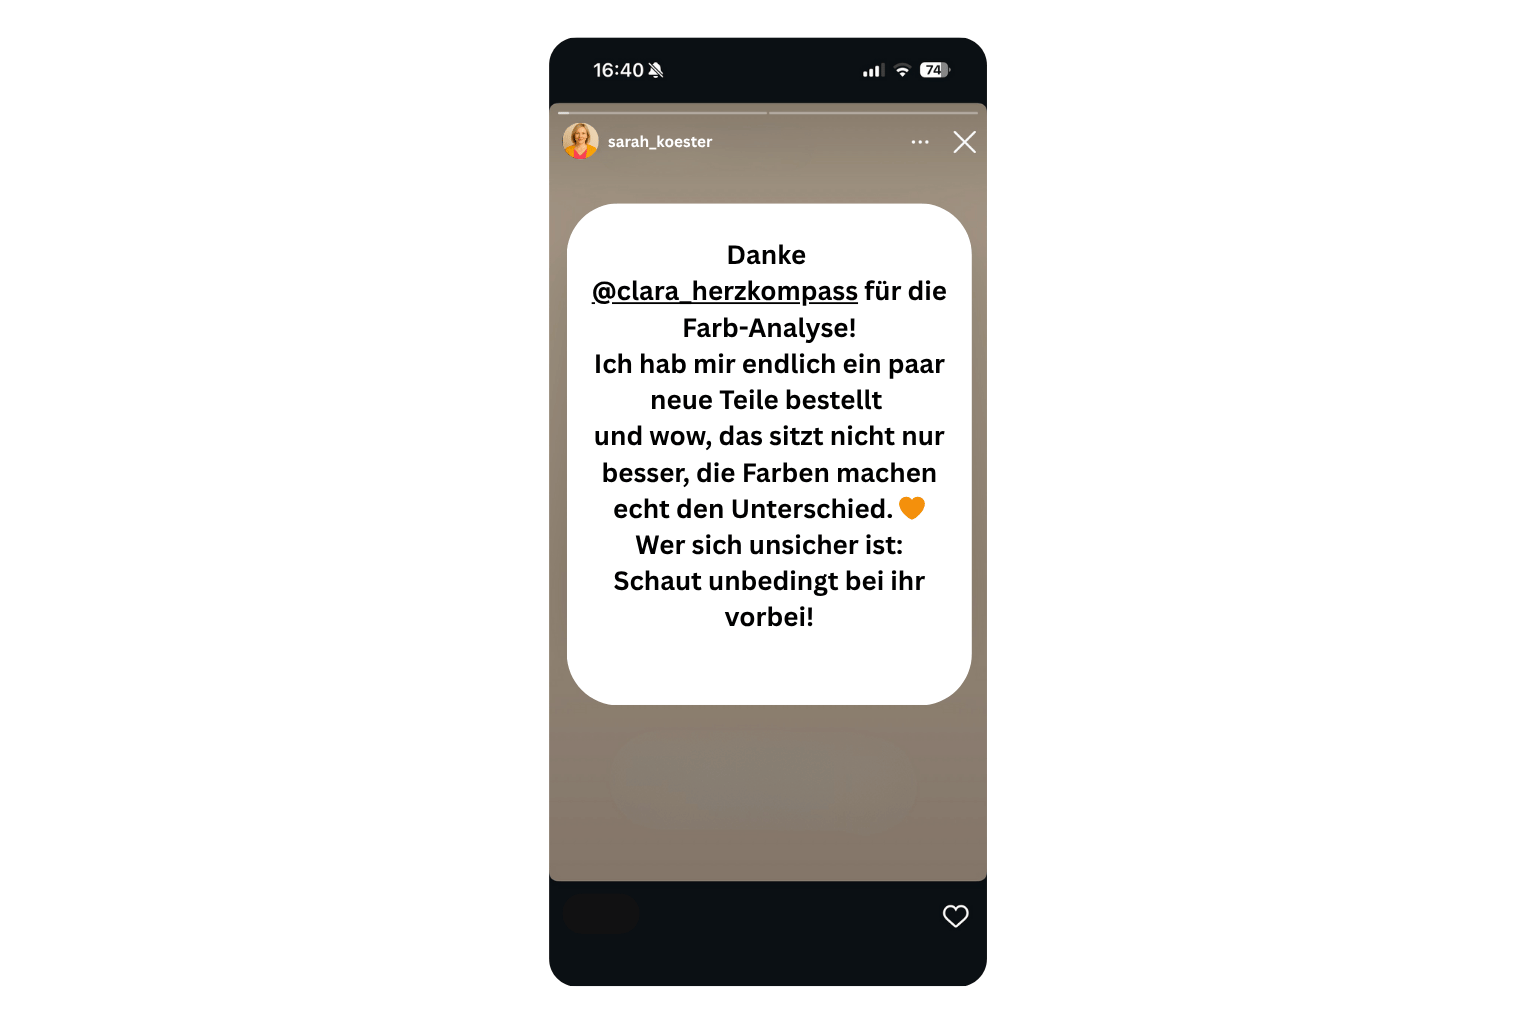 16:40
74
sarah_koester
Danke
@clara_herzkompass für die
Farb-Analyse!
Ich hab mir endlich ein paar
neue Teile bestellt
und wow, das sitzt nicht nur
besser, die Farben machen
echt den Unterschied. 🧡
Wer sich unsicher ist:
Schaut unbedingt bei ihr
vorbei!